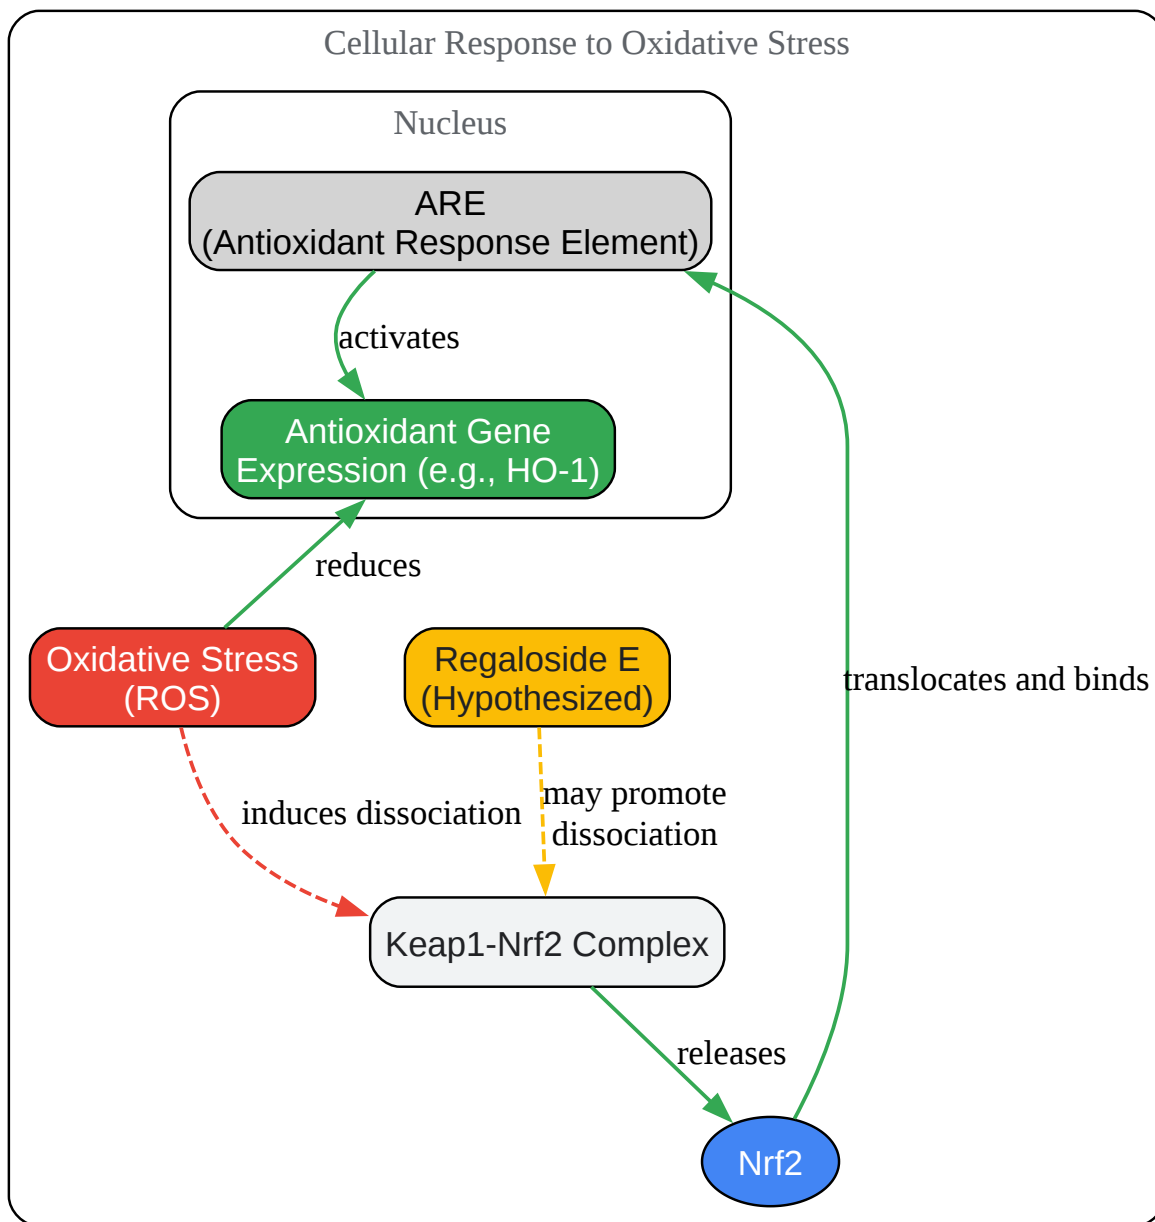 Cellular Response to Oxidative Stress
Nucleus
ARE
(Antioxidant Response Element)
activates
Antioxidant Gene
Expression (e.g., HO-1)
reduces
Oxidative Stress
(ROS)
Regaloside E
(Hypothesized)
translocates and binds
induces dissociation
may promote
dissociation
Keap1-Nrf2 Complex
releases
Nrf2